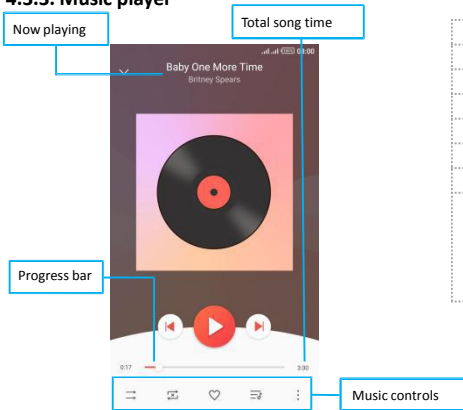 4.3.3. Music player
Now playing
Total song time
Baby One More Time
Britney Spears
Progress bar
0:17
3:30
Music controls